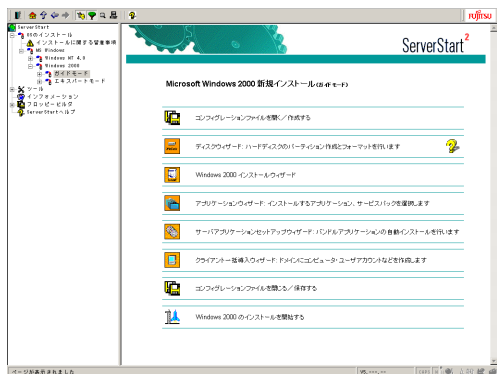 FUJITSU
ServerStart
OSのインストール
インストールに関する留意事項
MS Windows
Windows NT 4.0
Windows 2000
ガイドモード
エキスパートモード
ツール
インフォメーション
フロッピービルダ
ServerStartヘルプ
ServerStart2
Microsoft Windows 2000 新規インストール(ガイドモード)
コンフィグレーションファイルを開く／作成する
ディスクウィザード: ハードディスクのパーティション作成とフォーマットを行います
Windows 2000 インストールウィザード
アプリケーションウィザード: インストールするアプリケーション、サービスパックを選択します
サーバアプリケーションセットアップウィザード: バンドルアプリケーションの自動インストールを行います
クライアント一括導入ウィザード: ドメインにコンピュータ・ユーザアカウントなどを作成します
コンフィグレーションファイルを閉じる／保存する
Windows 2000 のインストールを開始する
ページが表示されました